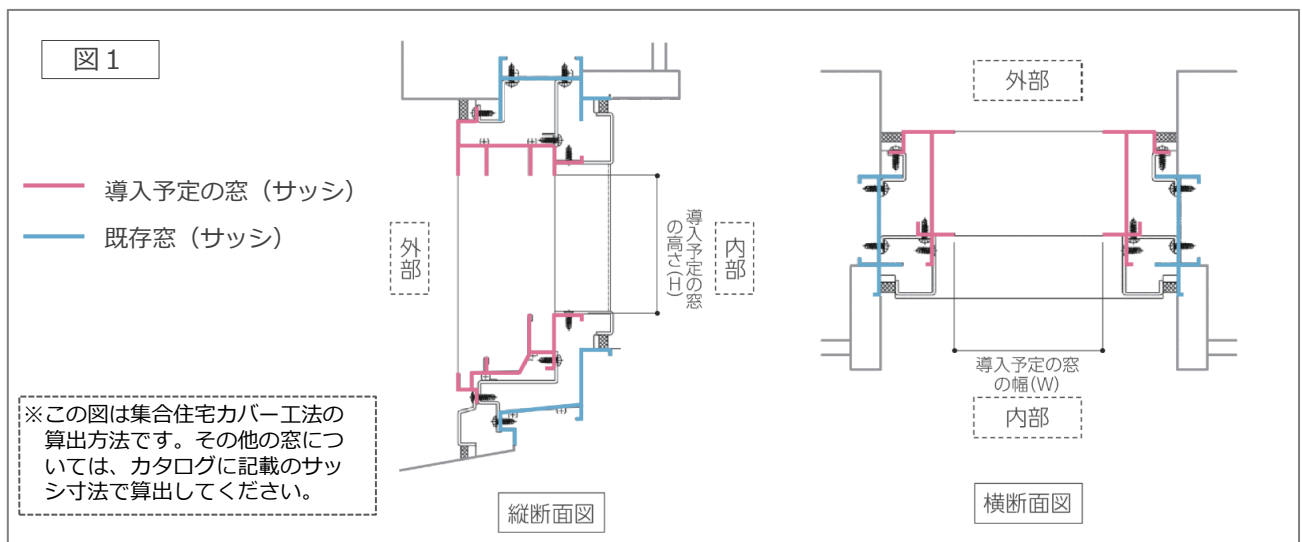 図1
導入予定の窓（サッシ）
既存窓（サッシ）
※この図は集合住宅カバー工法の
算出方法です。その他の窓につ
いては、カタログに記載のサッ
シ寸法で算出してください。
外部
導入予定の窓
の高さ(H)
内部
縦断面図
外部
導入予定の窓
の幅(W)
内部
横断面図